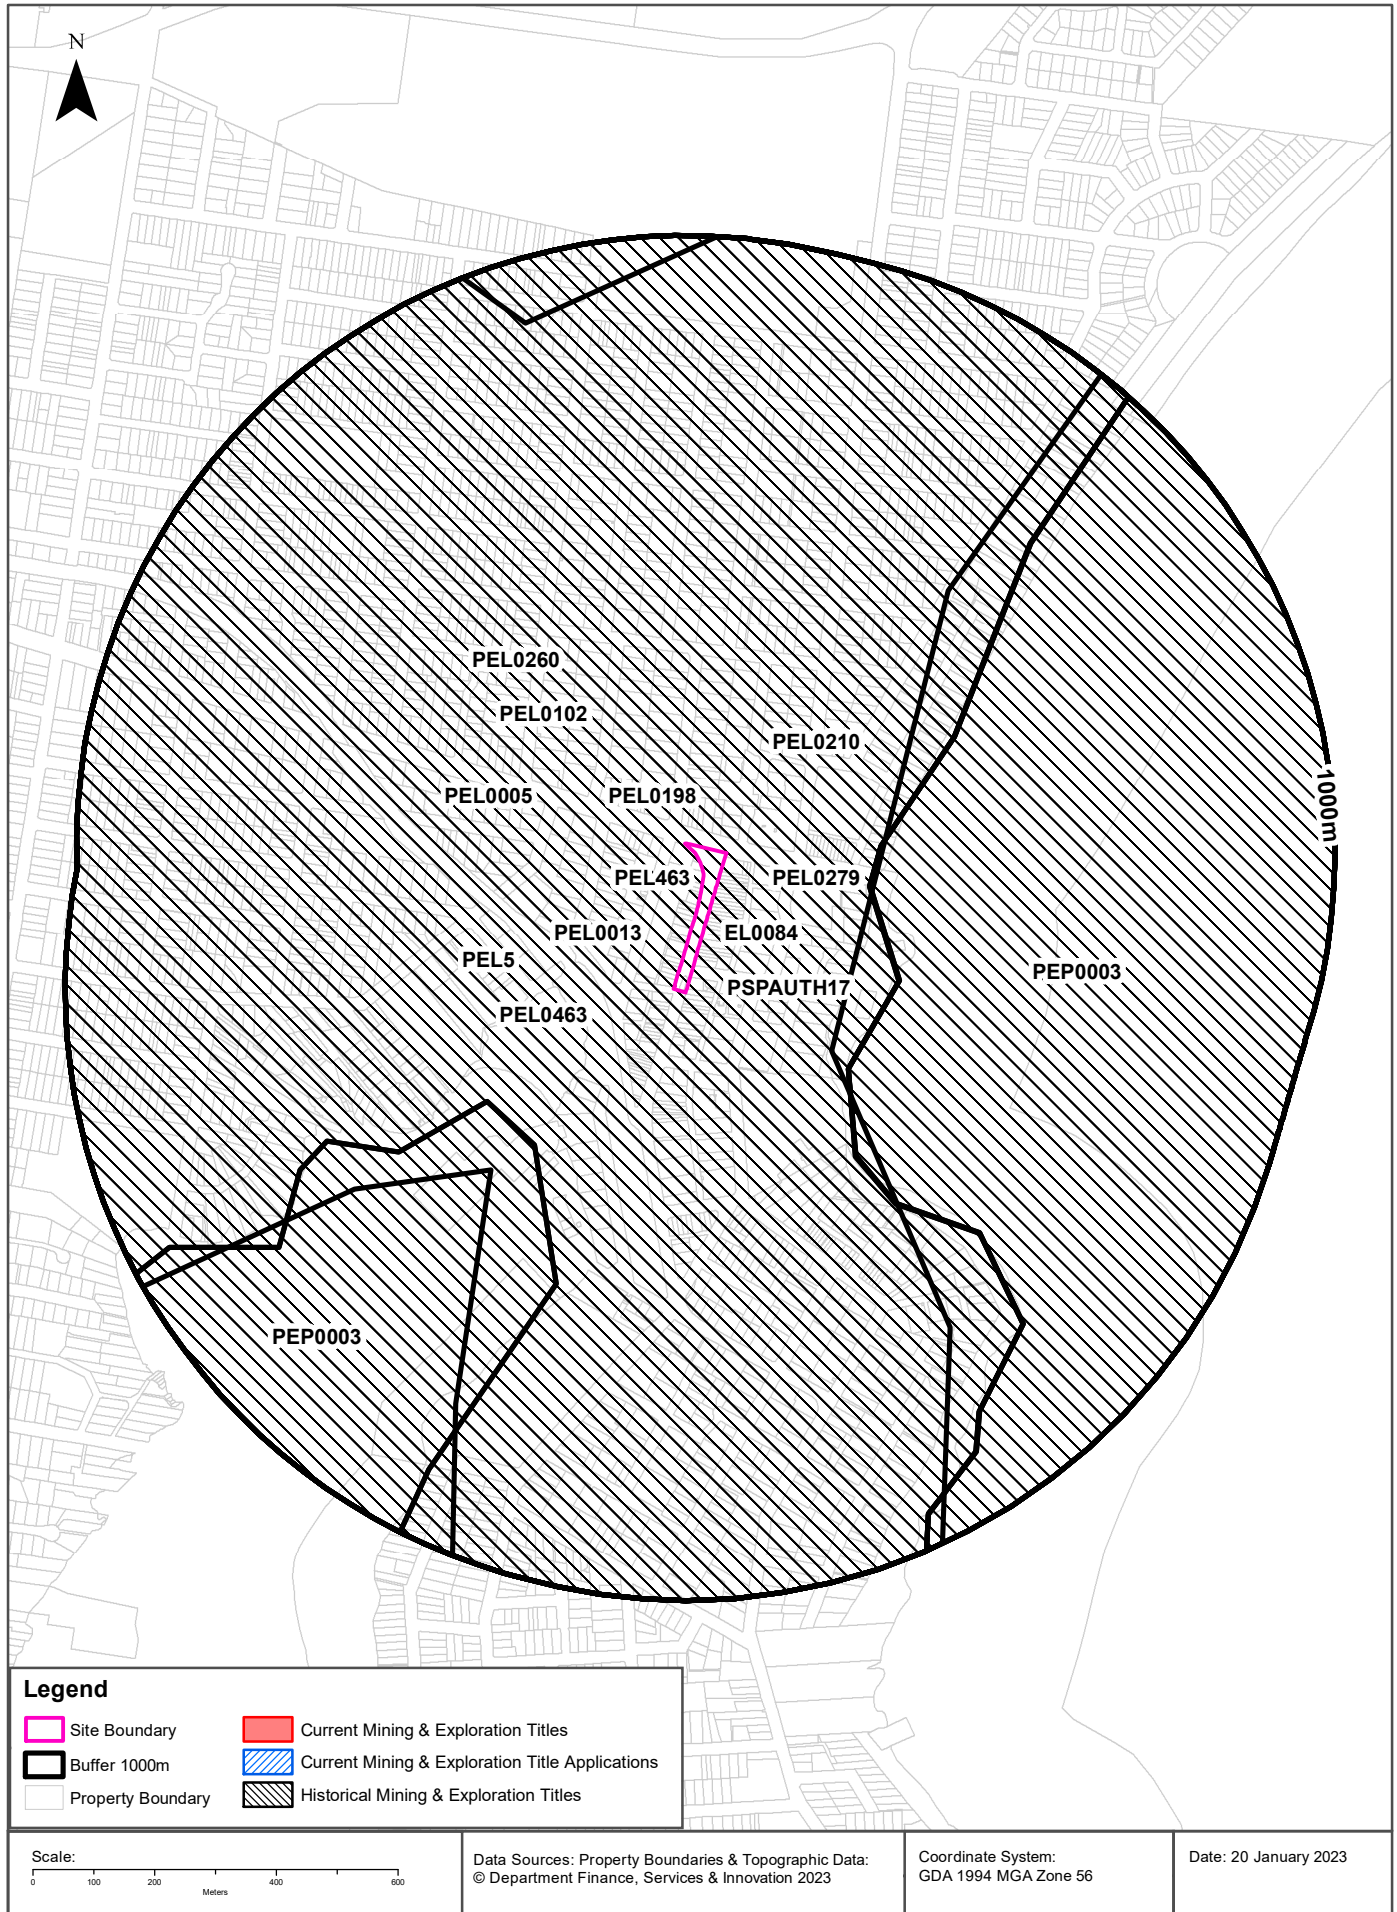 N
PEL0260
PEL0102
PEL0210
PEL0005
PEL0198
1000m
PEL463
PEL0279
PEL0013
EL0084
PEL5
PEP0003
PSPAUTH17
PEL0463
PEP0003
Legend
Site Boundary
Buffer 1000m
Property Boundary
Current Mining & Exploration Titles
Current Mining & Exploration Title Applications
Historical Mining & Exploration Titles
Scale:
0 100 200 400 600
Meters
Data Sources: Property Boundaries & Topographic Data:
© Department Finance, Services & Innovation 2023
Coordinate System:
GDA 1994 MGA Zone 56
Date: 20 January 2023